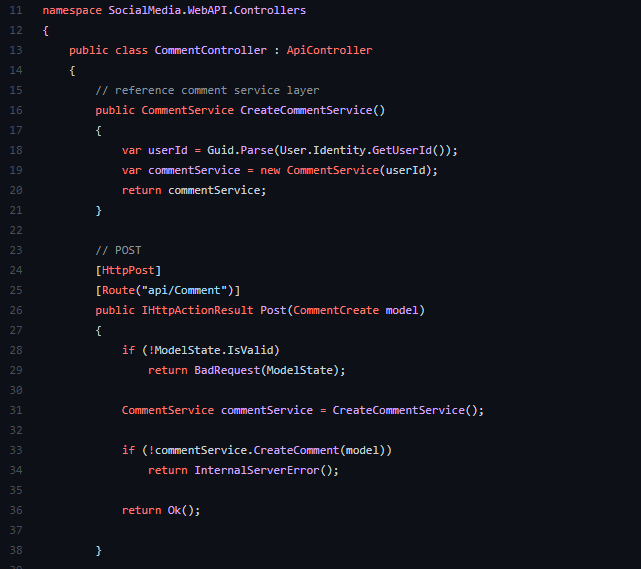 11 namespace SocialMedia.WebAPI.Controllers
12 {
13     public class CommentController : ApiController
14     {
15         // reference comment service layer
16         public CommentService CreateCommentService()
17         {
18             var userId = Guid.Parse(User.Identity.GetUserId());
19             var commentService = new CommentService(userId);
20             return commentService;
21         }
22
23         // POST
24         [HttpPost]
25         [Route("api/Comment")]
26         public IHttpActionResult Post(CommentCreate model)
27         {
28             if (!ModelState.IsValid)
29                 return BadRequest(ModelState);
30
31             CommentService commentService = CreateCommentService();
32
33             if (!commentService.CreateComment(model))
34                 return InternalServerError();
35
36             return Ok();
37
38         }